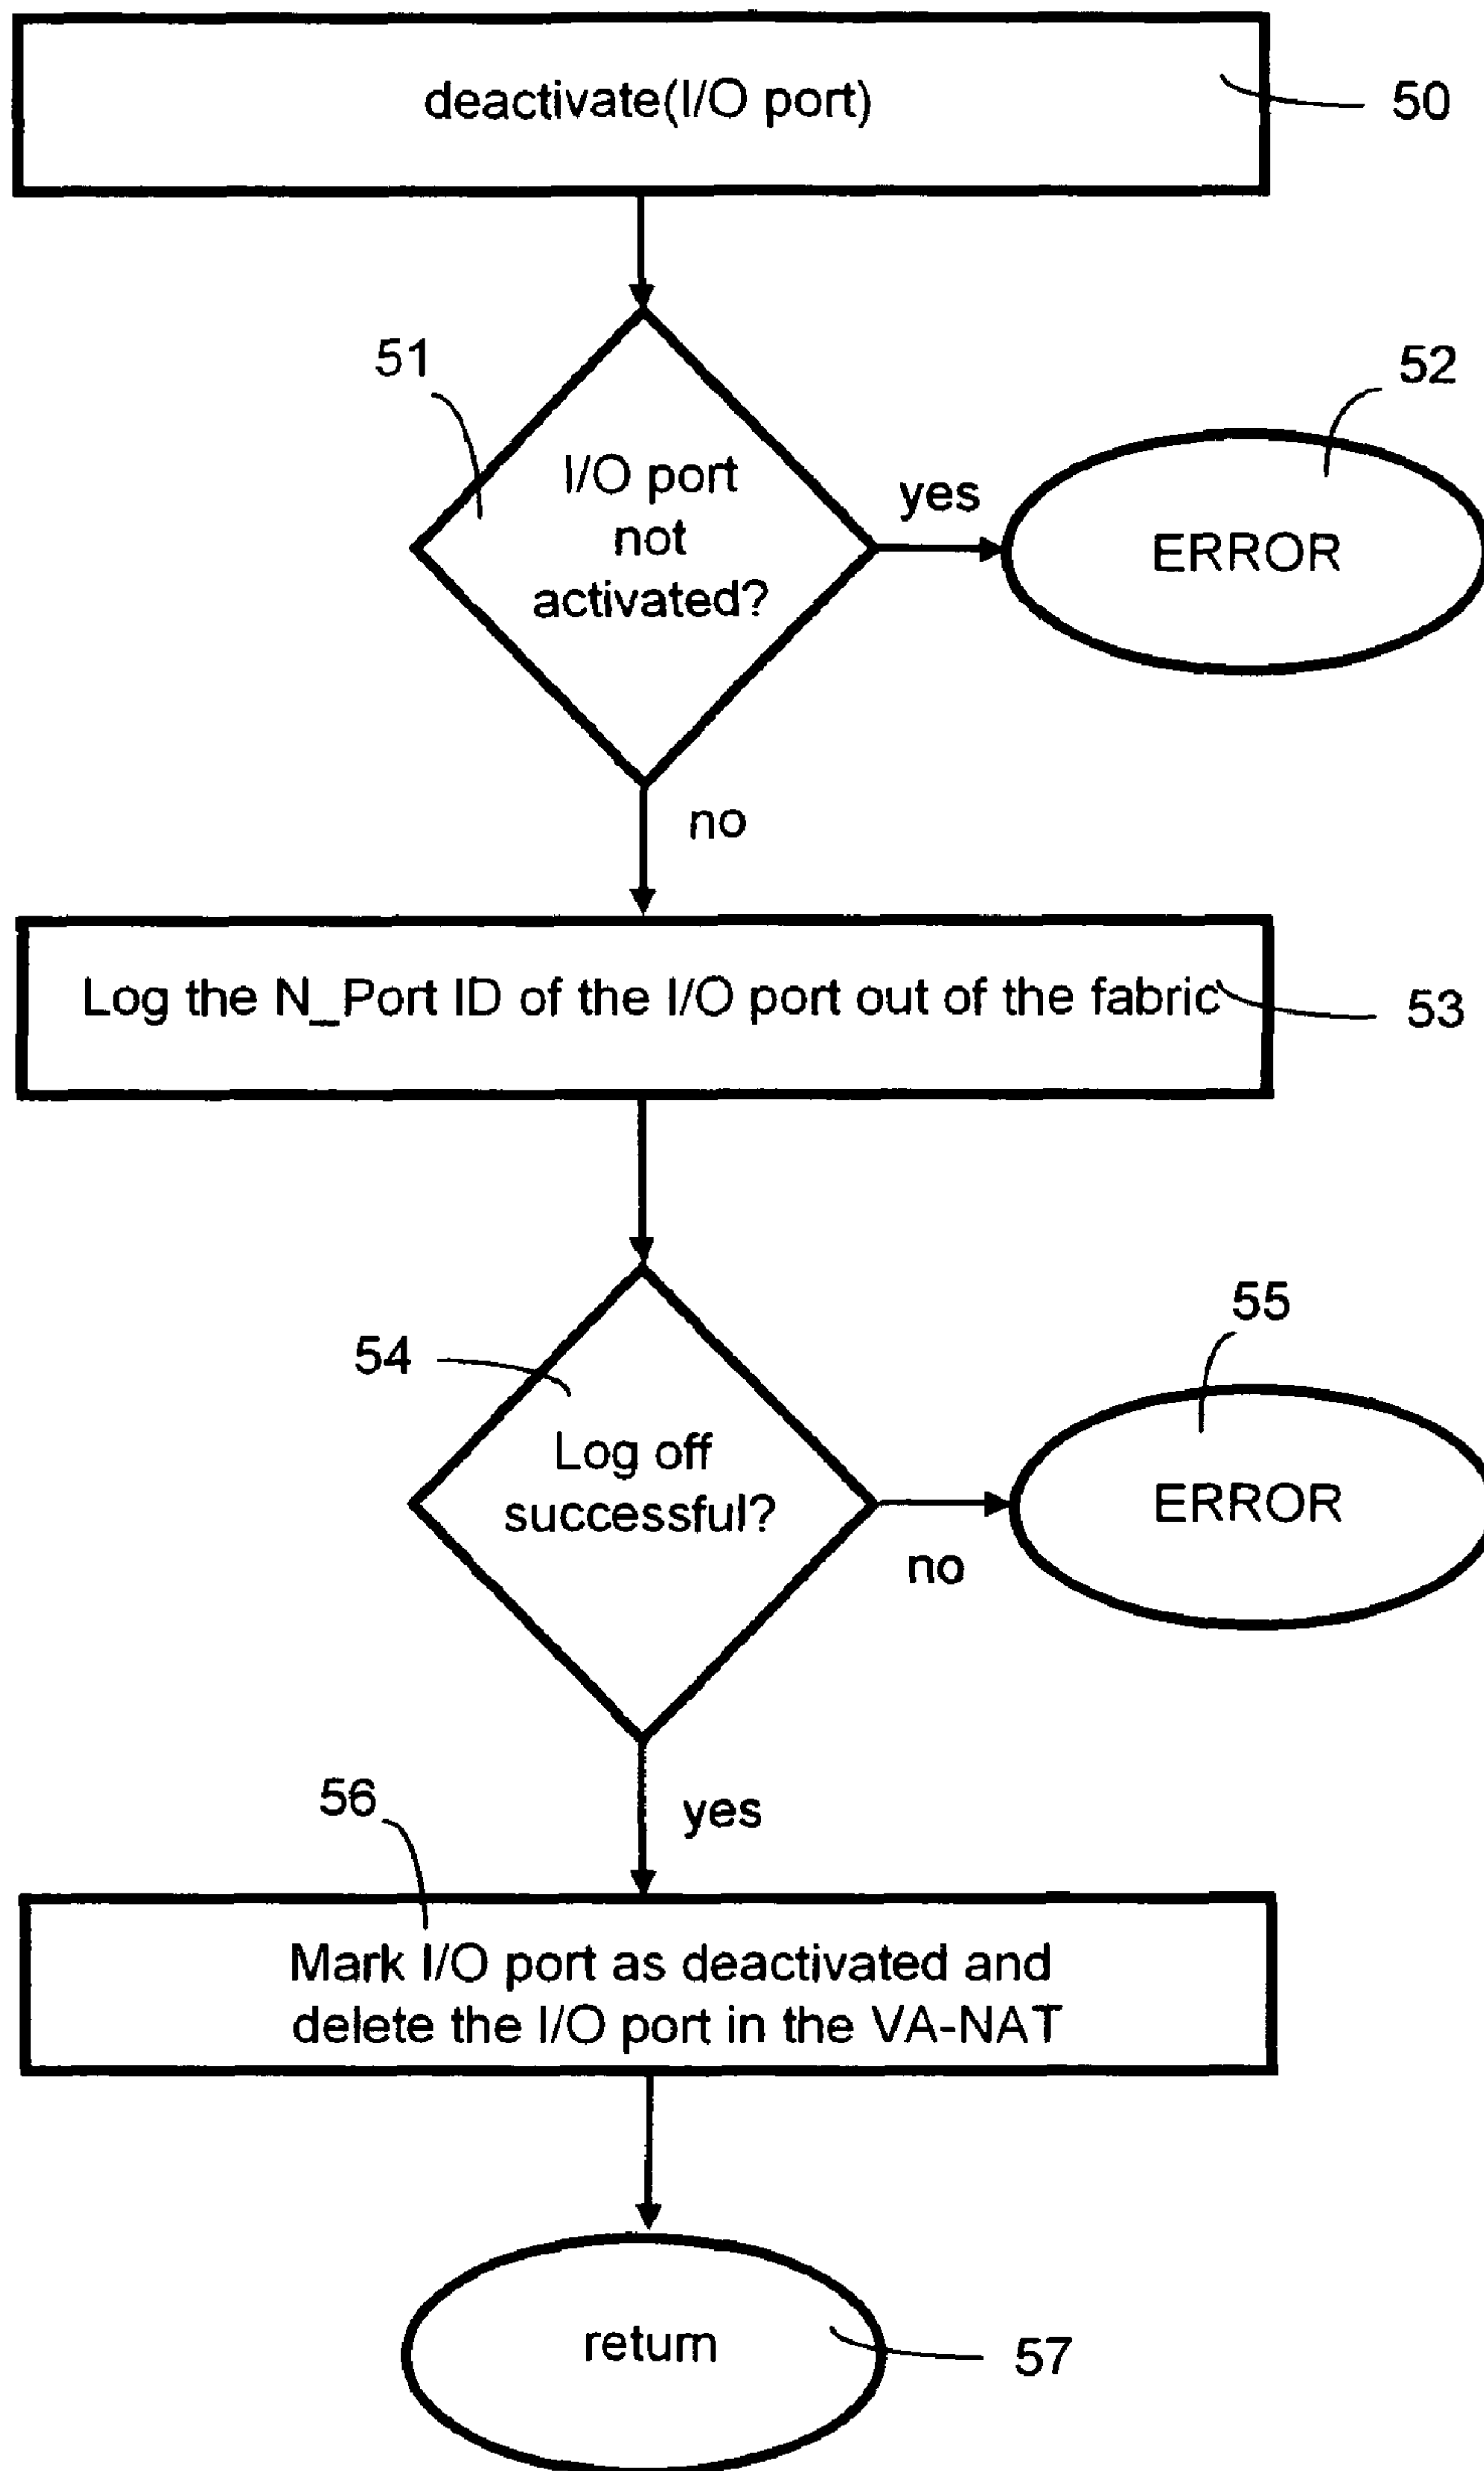 deactivate(I/O port)
50
51
52
I/O port
not
activated?
yes
ERROR
no
Log the N_Port ID of the I/O port out of the fabric
53
54
55
Log off
successful?
ERROR
no
56
yes
Mark I/O port as deactivated and
delete the I/O port in the VA-NAT
return
57